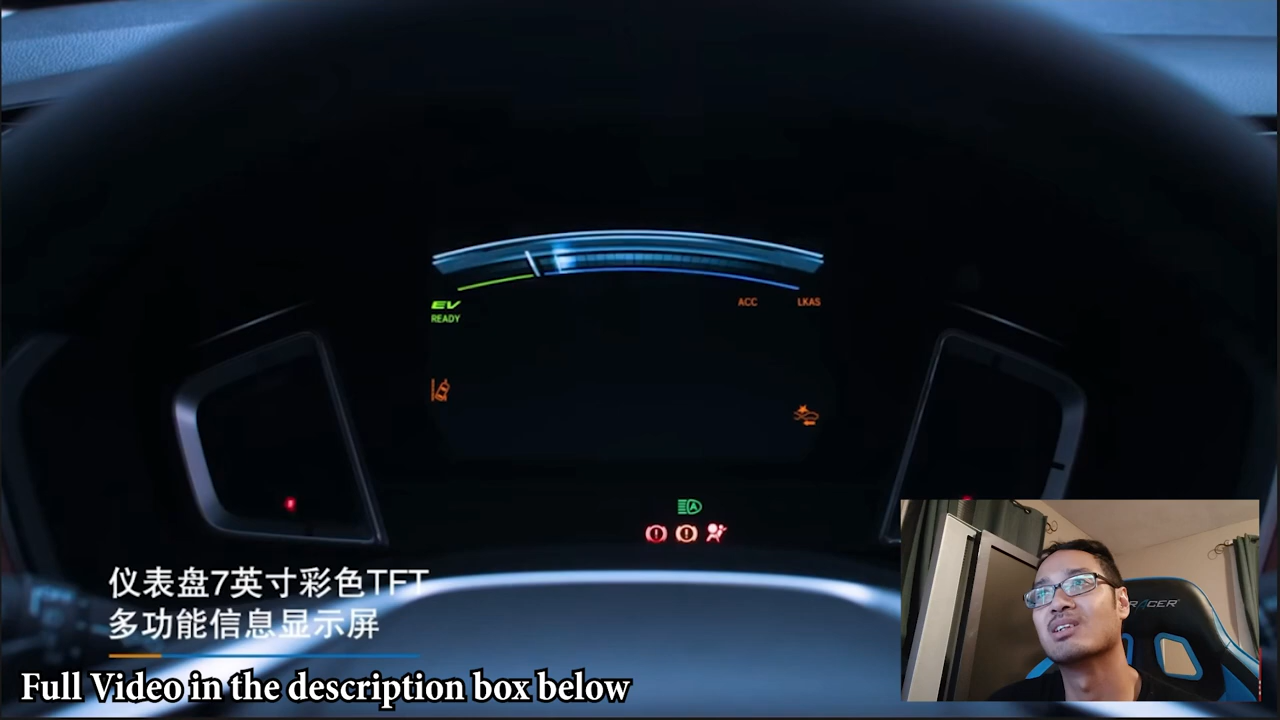 EV
READY
ACC
LKAS
A
仪表盘7英寸彩色TFT
多功能信息显示屏
Full Video in the description box below